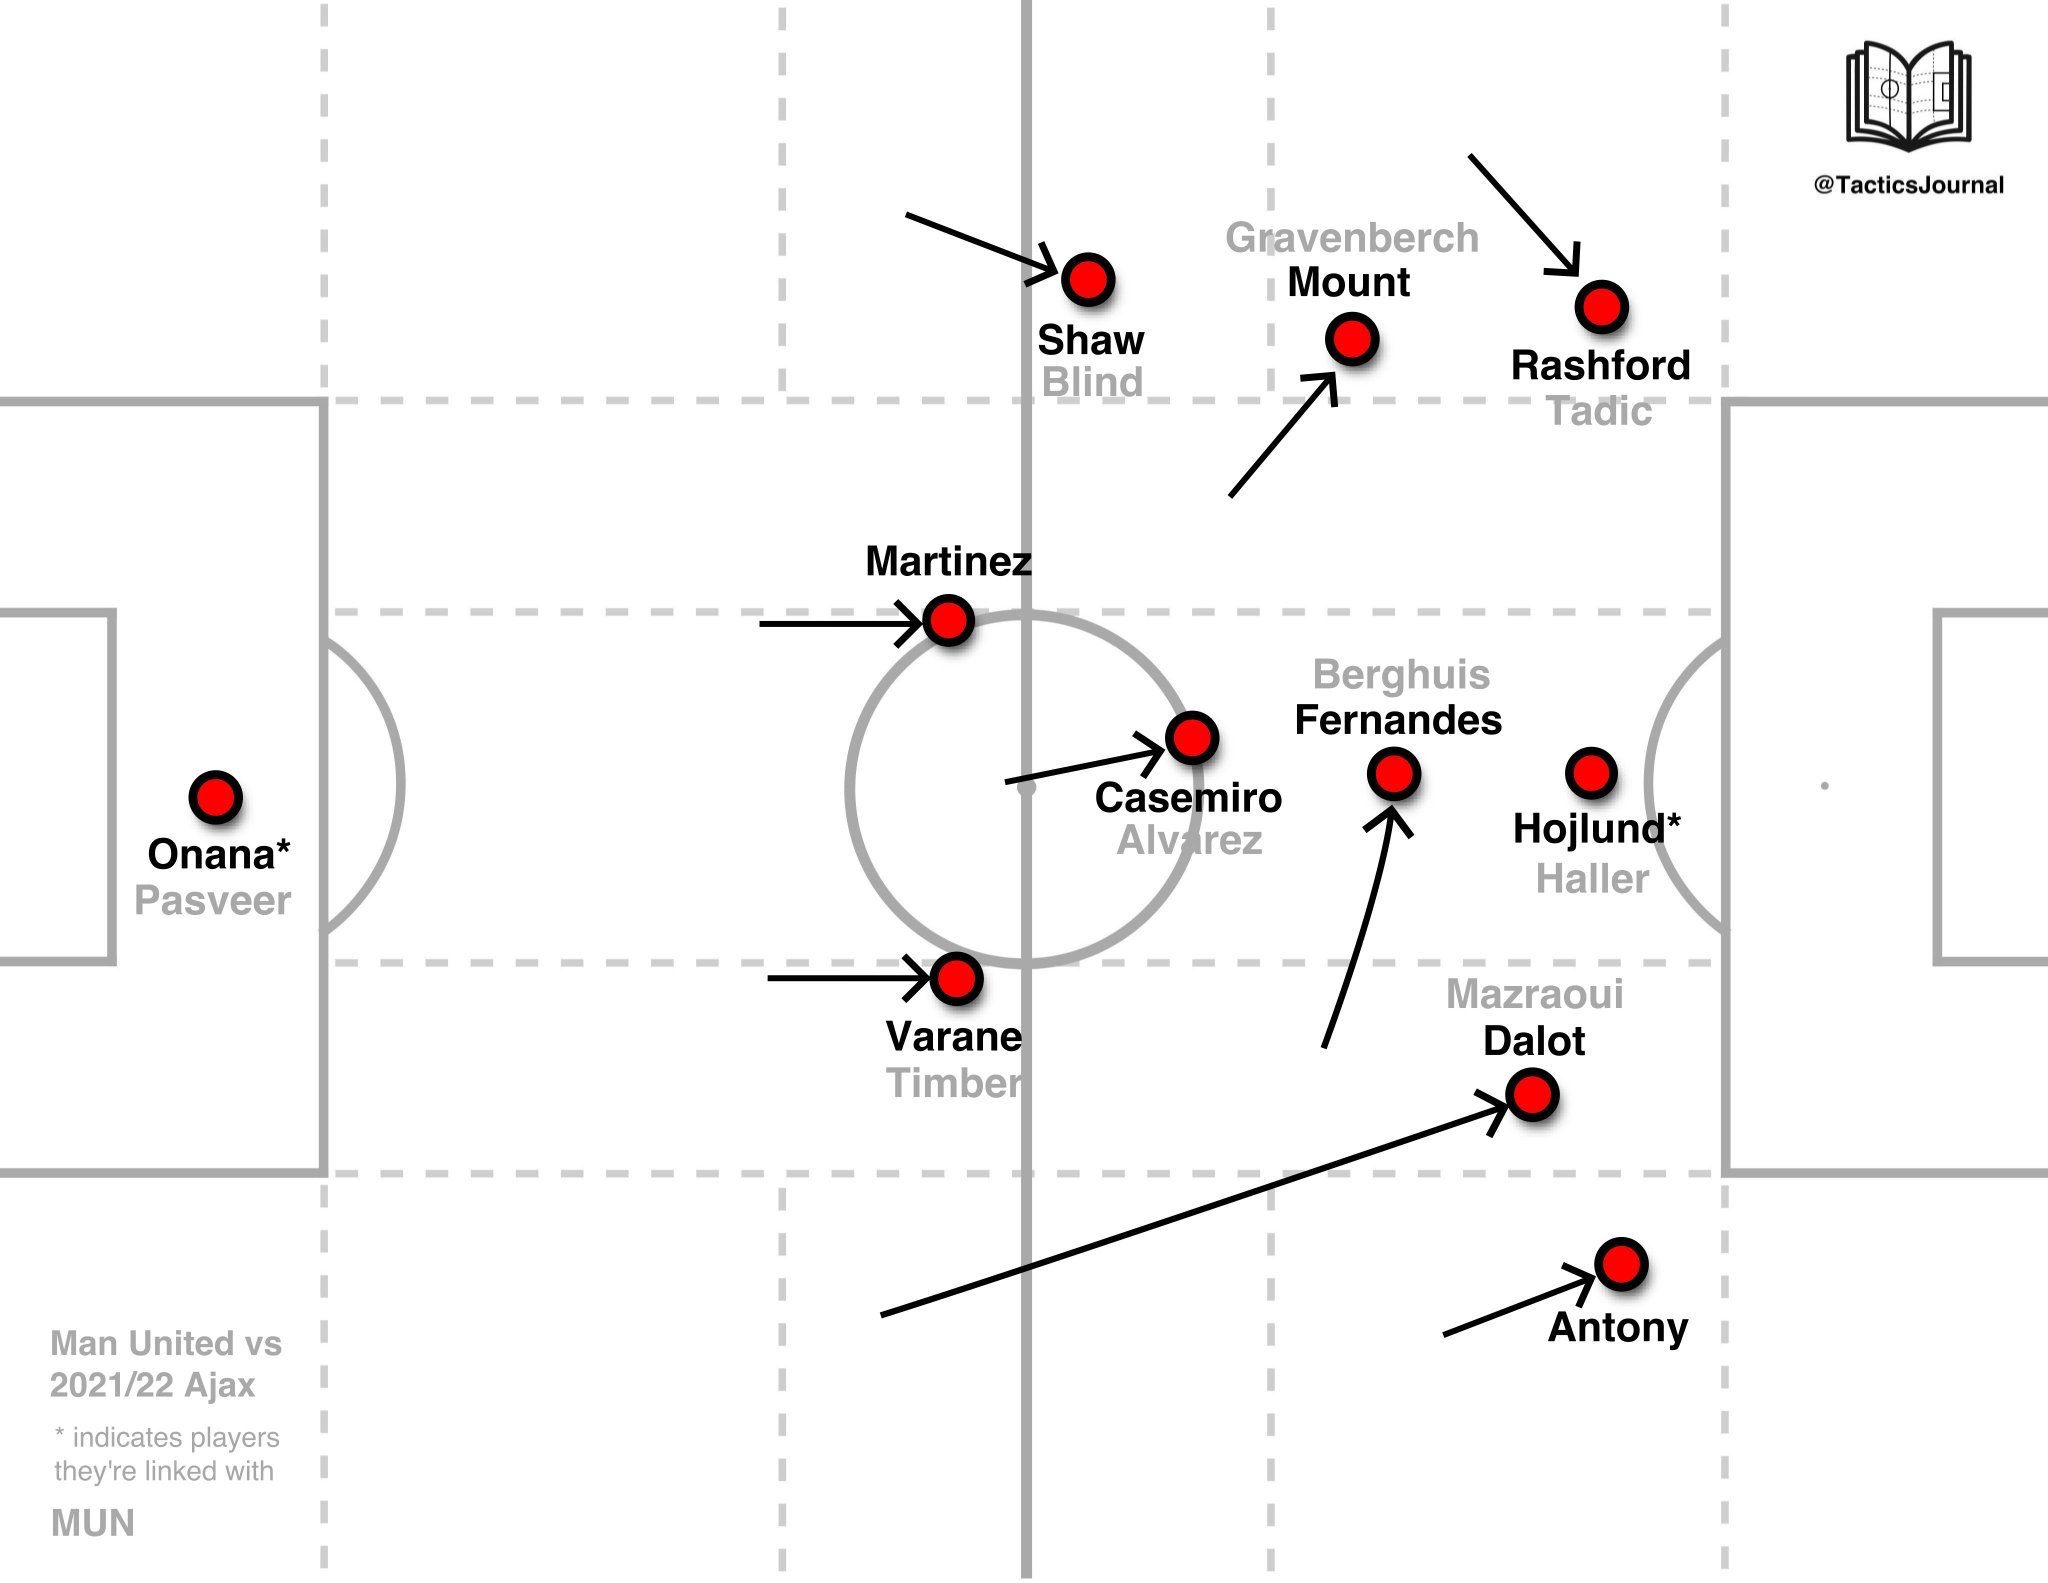 @TacticsJournal
Gravenberch
Mount
Shaw
Blind
Rashford
Tadic
Martinez
Berghuis
Fernandes
Casemiro
Alvarez
Hojlund*
Haller
Onana*
Pasveer
Mazraoui
Dalot
Varane
Timber
Antony
Man United vs
2021/22 Ajax
* indicates players
they're linked with
MUN